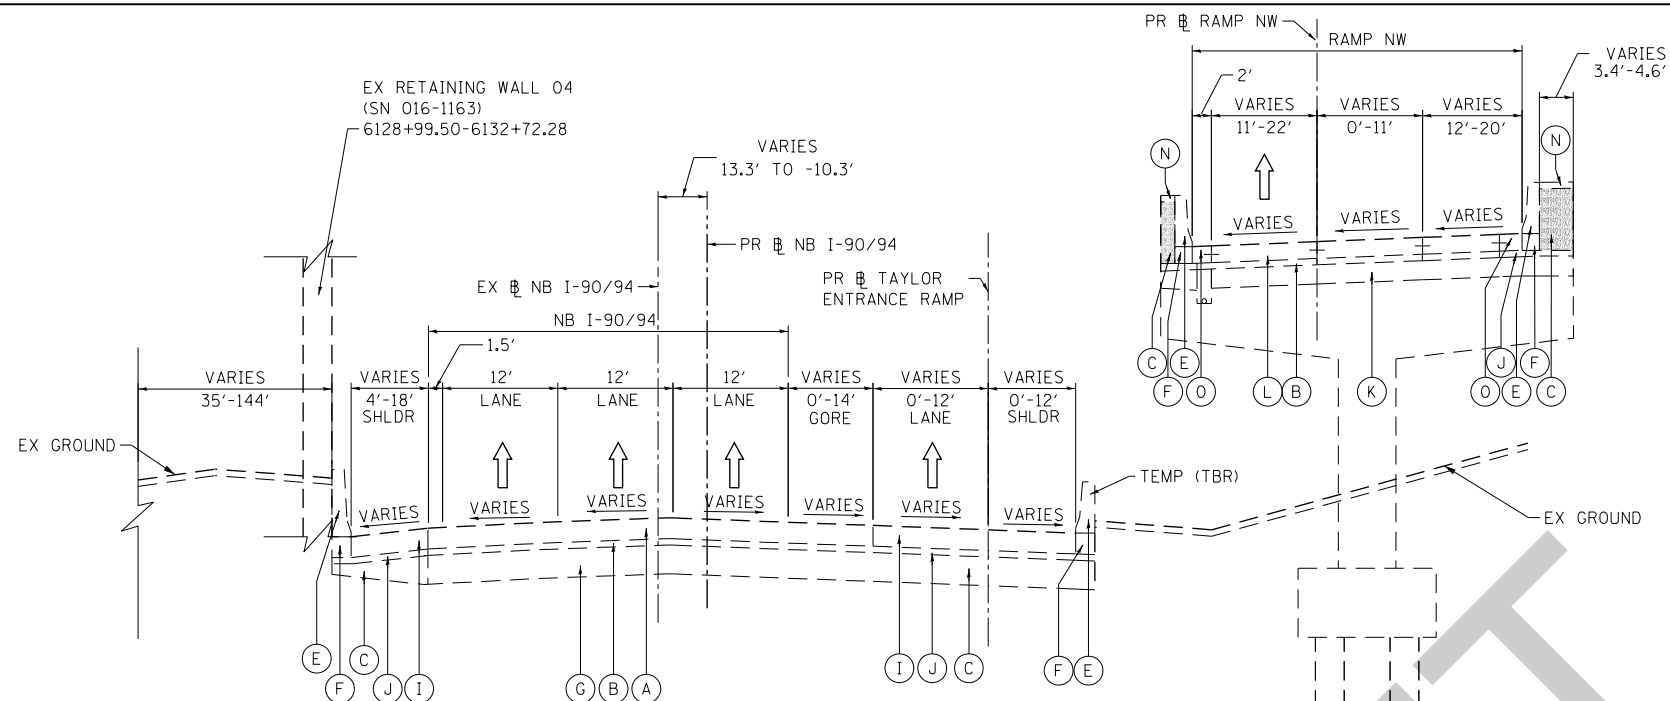 PR ℄ RAMP NW
RAMP NW
VARIES
3.4'-4.6'
2'
VARIES VARIES VARIES
11'-22' 0'-11' 12'-20'
N N
VARIES VARIES VARIES
C F E O L B K O J E F C
EX RETAINING WALL 04
(SN 016-1163)
6128+99.50-6132+72.28
VARIES
13.3' TO -10.3'
PR ℄ NB I-90/94
EX ℄ NB I-90/94
PR ℄ TAYLOR
ENTRANCE RAMP
NB I-90/94
1.5'
VARIES VARIES 12' 12' 12' VARIES VARIES VARIES
35'-144' 4'-18' LANE LANE LANE 0'-14' 0'-12' 0'-12'
SHLDR GORE LANE SHLDR
EX GROUND
TEMP (TBR)
VARIES VARIES VARIES VARIES VARIES VARIES VARIES
EX GROUND
E F C J I G B A I J C F E